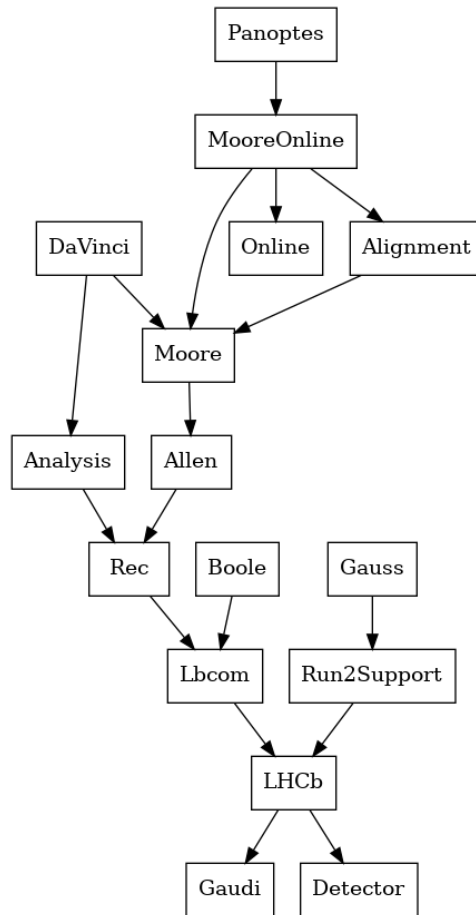 Panoptes
MooreOnline
DaVinci
Online
Alignment
Moore
Analysis
Allen
Rec
Boole
Gauss
Lbcom
Run2Support
LHCb
Gaudi
Detector